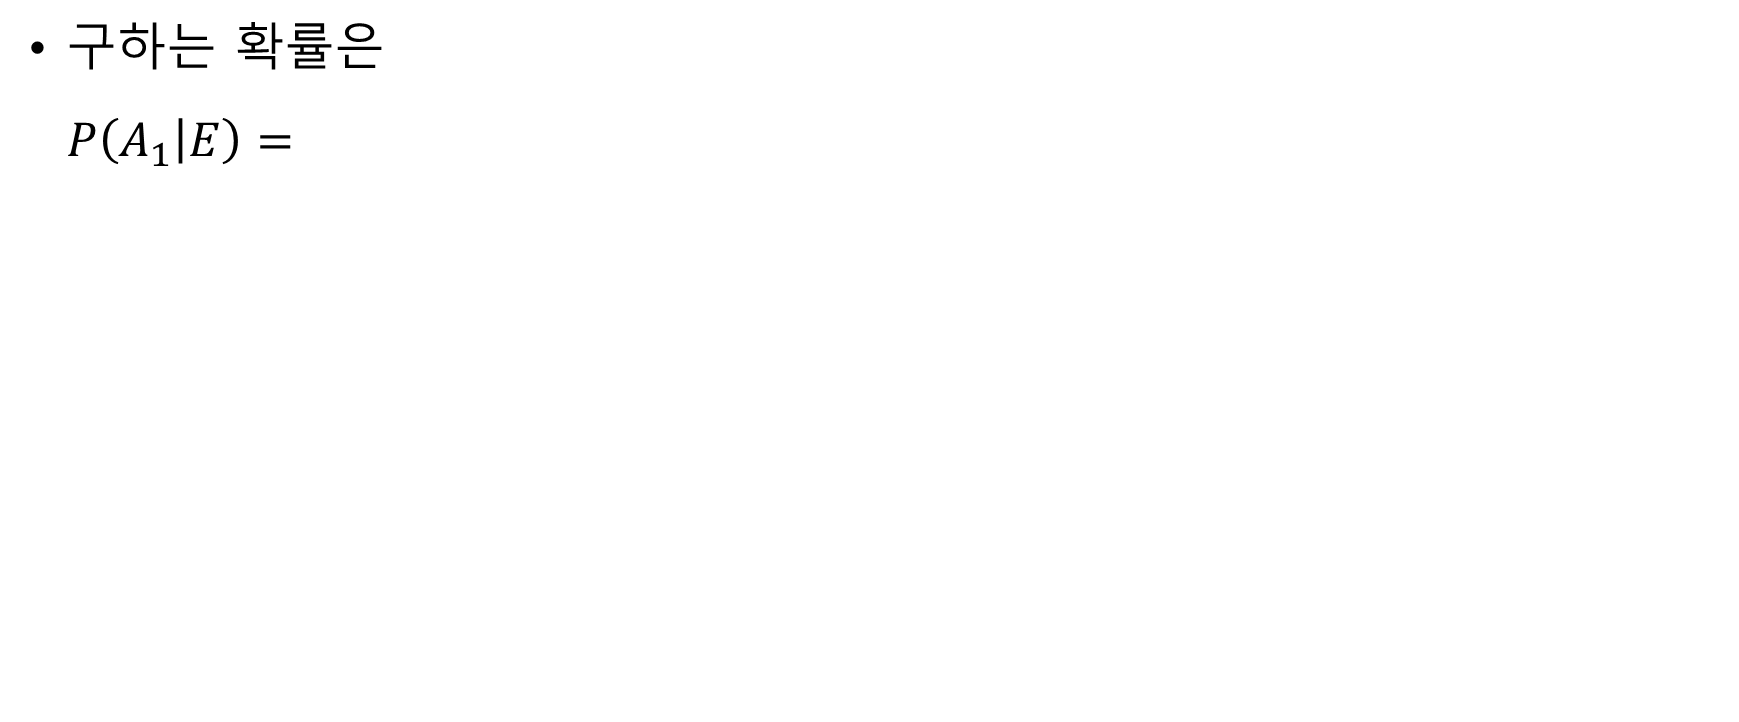 • 구하는 확률은
P(A₁|E) =